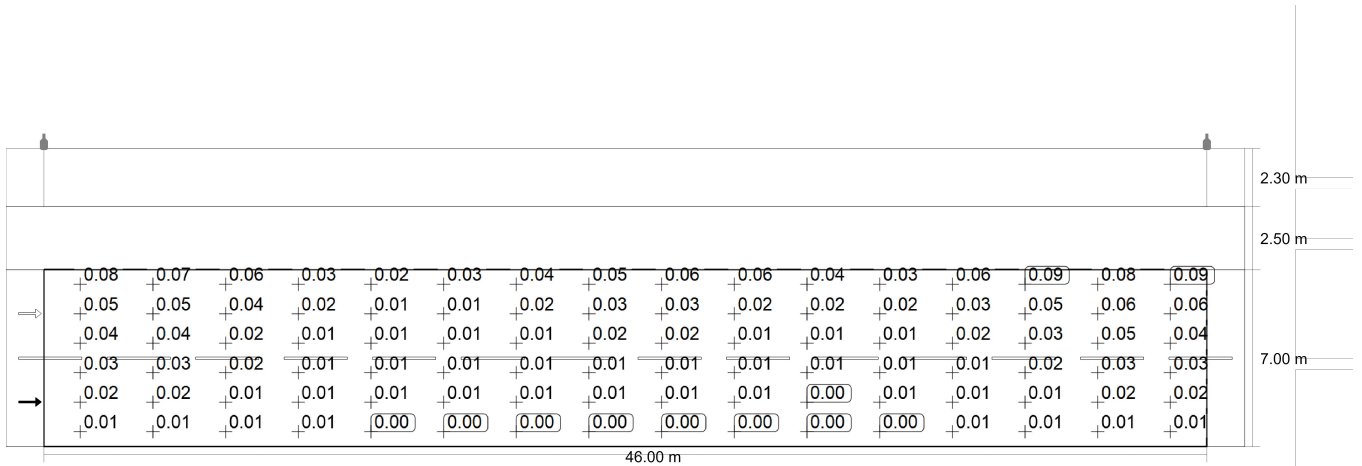 2.30 m
2.50 m
0.08 0.07 0.06 0.03 0.02 0.03 0.04 0.05 0.06 0.06 0.04 0.03 0.06 0.09 0.08 0.09
0.05 0.05 0.04 0.02 0.01 0.01 0.02 0.03 0.03 0.02 0.02 0.02 0.03 0.05 0.06 0.06
0.04 0.04 0.02 0.01 0.01 0.01 0.01 0.02 0.02 0.01 0.01 0.01 0.02 0.03 0.05 0.04
0.03 0.03 0.02 0.01 0.01 0.01 0.01 0.01 0.01 0.01 0.01 0.01 0.01 0.02 0.03 0.03
7.00 m
0.02 0.02 0.01 0.01 0.01 0.01 0.01 0.01 0.01 0.01 0.00 0.01 0.01 0.01 0.02 0.02
0.01 0.01 0.01 0.01 0.00 0.00 0.00 0.00 0.00 0.00 0.00 0.00 0.01 0.01 0.01 0.01
46.00 m